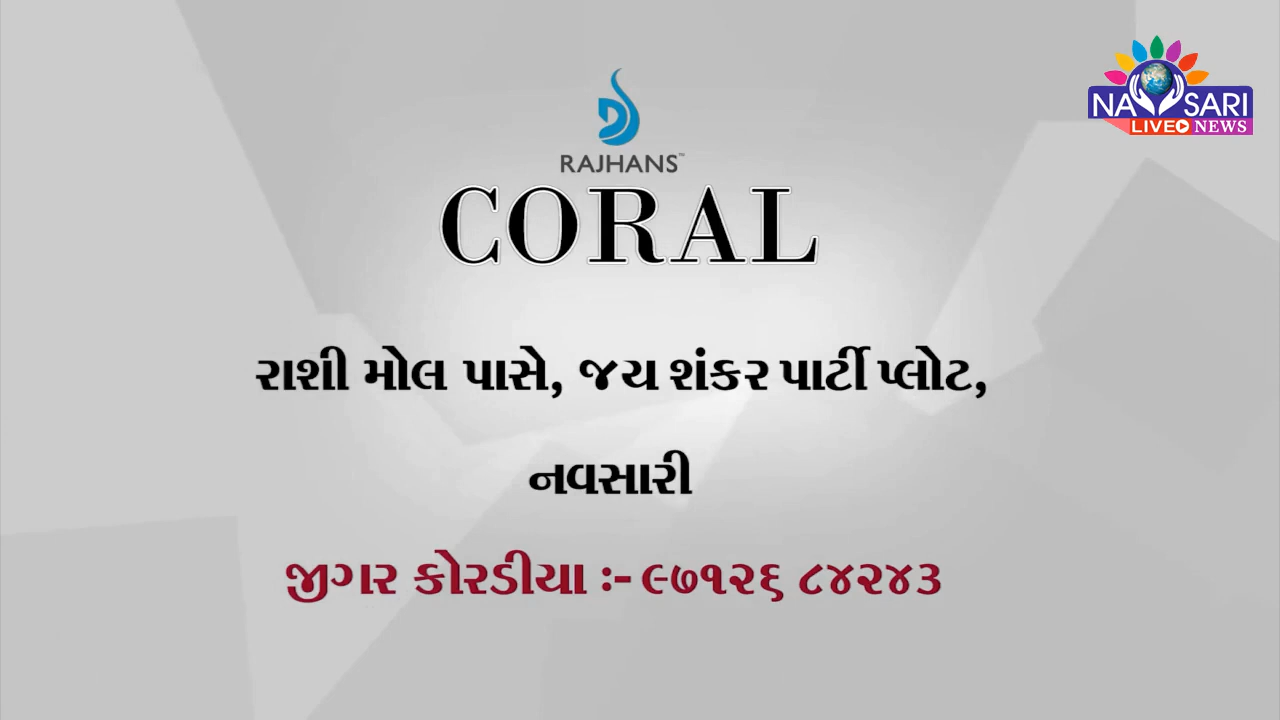 NAVSARI
LIVE NEWS
RAJHANS™
CORAL
રાશી મોલ પાસે, જય શંકર પાર્ટી પ્લોટ,
નવસારી
જીગર કોરડીયા :- ૯૭૧૨૬ ૮૪૨૪૩